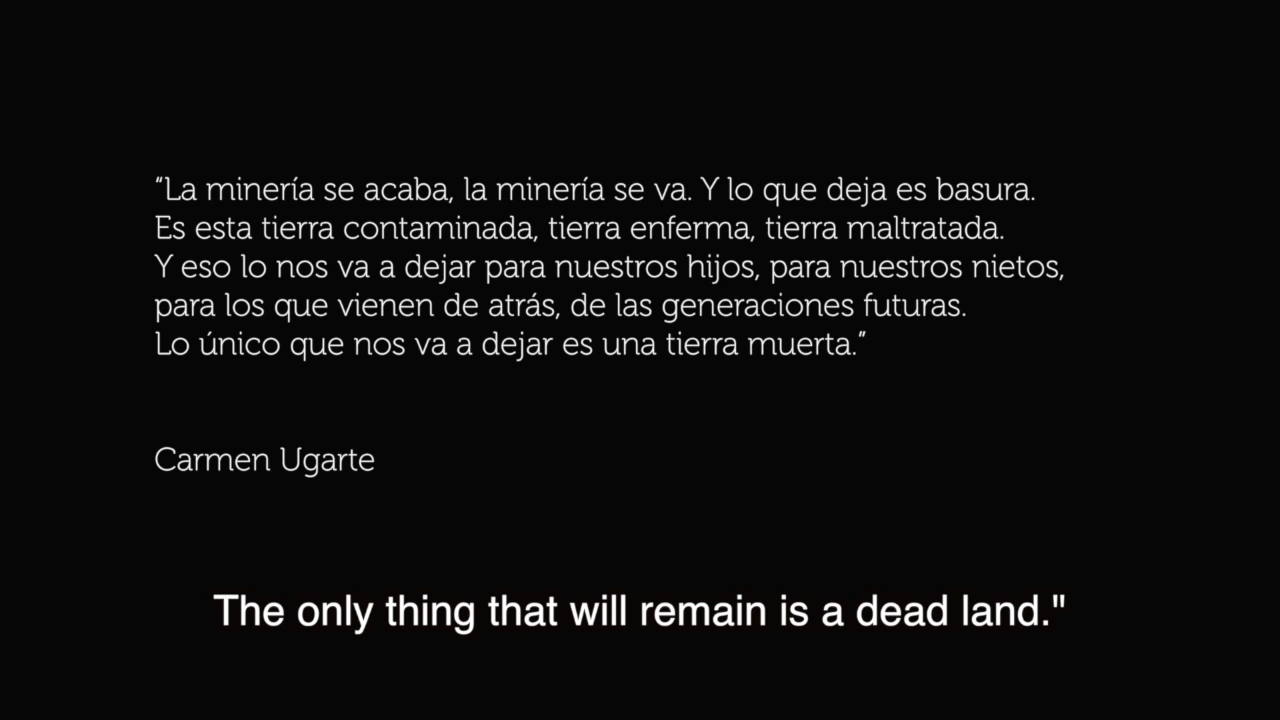 “La minería se acaba, la minería se va. Y lo que deja es basura.
Es esta tierra contaminada, tierra enferma, tierra maltratada.
Y eso lo nos va a dejar para nuestros hijos, para nuestros nietos,
para los que vienen de atrás, de las generaciones futuras.
Lo único que nos va a dejar es una tierra muerta.”
Carmen Ugarte
The only thing that will remain is a dead land."